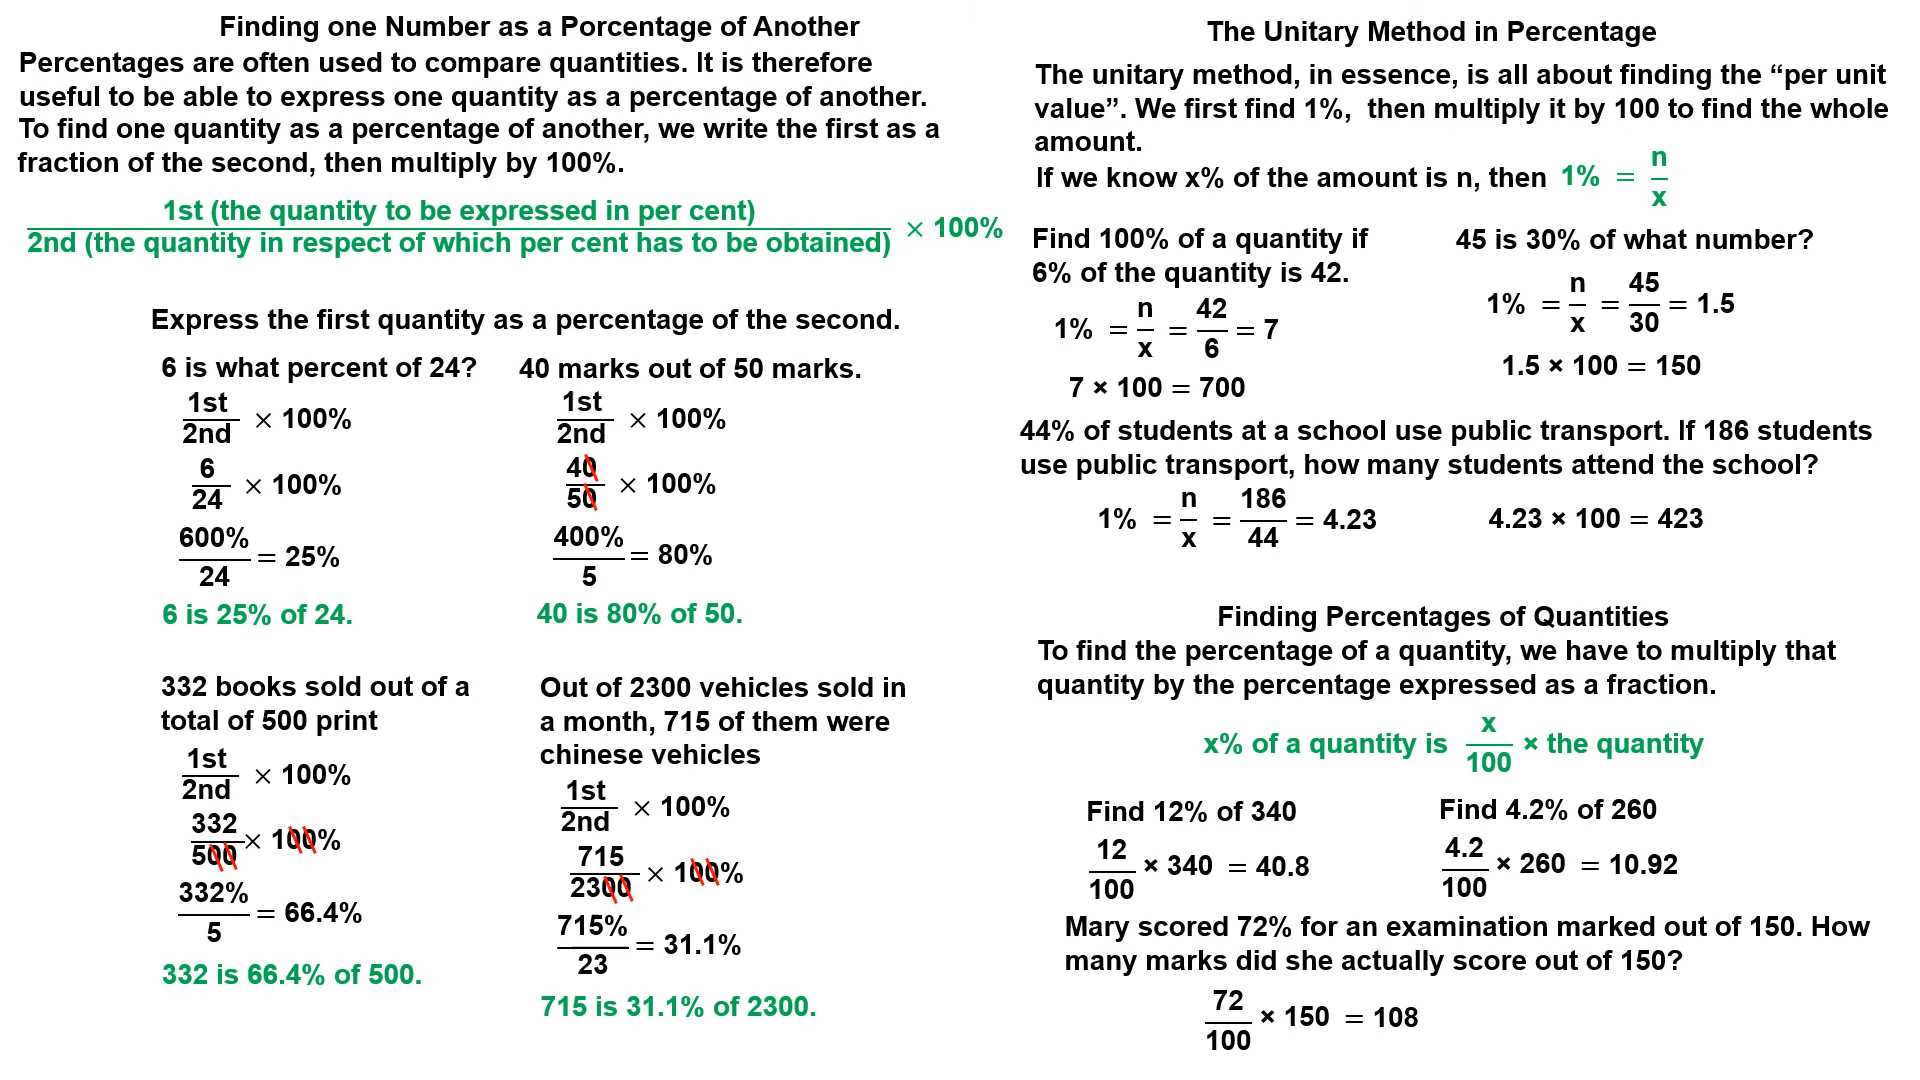 Finding one Number as a Porcentage of Another
Percentages are often used to compare quantities. It is therefore
useful to be able to express one quantity as a percentage of another.
To find one quantity as a percentage of another, we write the first as a
fraction of the second, then multiply by 100%.
1st (the quantity to be expressed in per cent)
2nd (the quantity in respect of which per cent has to be obtained)
× 100%
Express the first quantity as a percentage of the second.
6 is what percent of 24?
1st
2nd
× 100%
6
24
× 100%
600%
24
= 25%
6 is 25% of 24.
40 marks out of 50 marks.
1st
2nd
× 100%
40
50
× 100%
400%
5
= 80%
40 is 80% of 50.
332 books sold out of a
total of 500 print
1st
2nd
× 100%
332
500
× 100%
332%
5
= 66.4%
332 is 66.4% of 500.
Out of 2300 vehicles sold in
a month, 715 of them were
chinese vehicles
1st
2nd
× 100%
715
2300
× 100%
715%
23
= 31.1%
715 is 31.1% of 2300.
The Unitary Method in Percentage
The unitary method, in essence, is all about finding the “per unit
value”. We first find 1%, then multiply it by 100 to find the whole
amount.
If we know x% of the amount is n, then 1% = n/x
Find 100% of a quantity if
6% of the quantity is 42.
1% = n/x = 42/6 = 7
7 × 100 = 700
45 is 30% of what number?
1% = n/x = 45/30 = 1.5
1.5 × 100 = 150
44% of students at a school use public transport. If 186 students
use public transport, how many students attend the school?
1% = n/x = 186/44 = 4.23
4.23 × 100 = 423
Finding Percentages of Quantities
To find the percentage of a quantity, we have to multiply that
quantity by the percentage expressed as a fraction.
x% of a quantity is x/100 × the quantity
Find 12% of 340
12/100 × 340 = 40.8
Find 4.2% of 260
4.2/100 × 260 = 10.92
Mary scored 72% for an examination marked out of 150. How
many marks did she actually score out of 150?
72/100 × 150 = 108